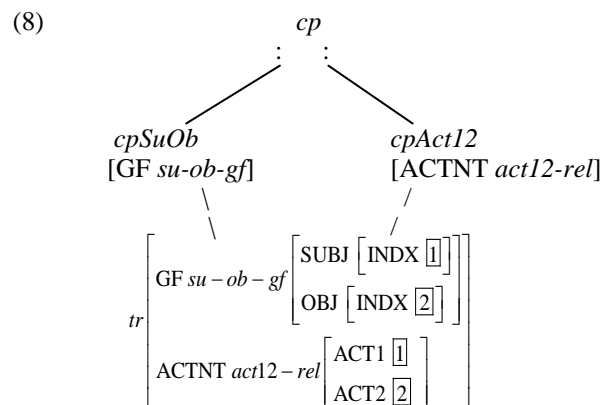 (8)
cp
cpSuOb cpAct12
[GF su-ob-gf] [ACTNT act12-rel]
SUBJ [INDX 1]
GF su – ob – gf
OBJ [INDX 2]
tr
ACT1 1
ACTNT act12 – rel
ACT2 2